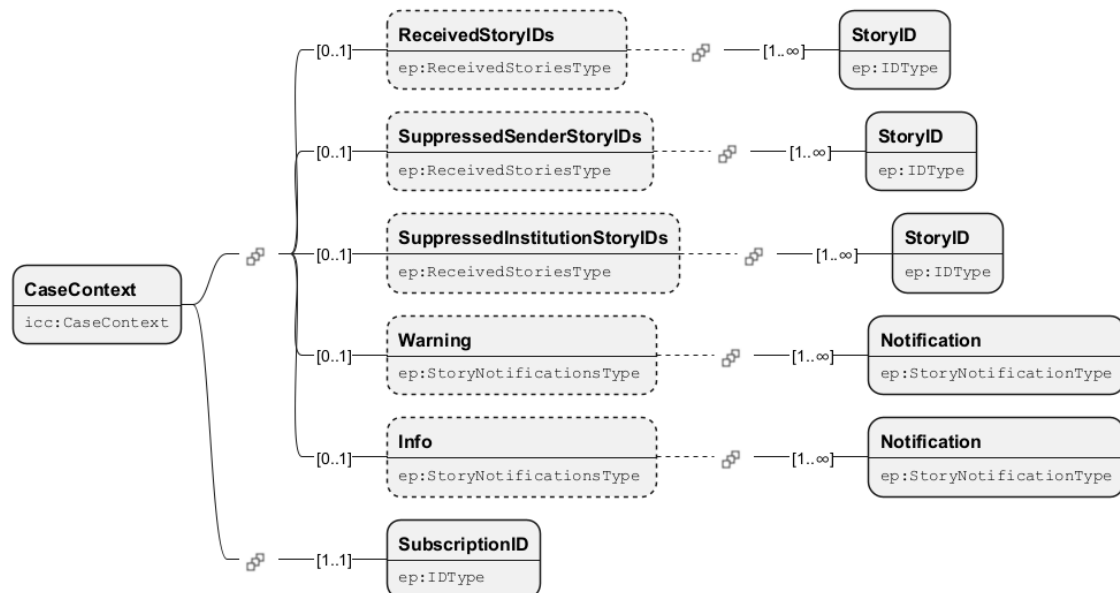 ReceivedStoryIDs
[0..1]
ep:ReceivedStoriesType
[1..∞]
StoryID
ep:IDType
SuppressedSenderStoryIDs
[0..1]
ep:ReceivedStoriesType
[1..∞]
StoryID
ep:IDType
SuppressedInstitutionStoryIDs
[0..1]
ep:ReceivedStoriesType
[1..∞]
StoryID
ep:IDType
CaseContext
icc:CaseContext
Warning
[0..1]
ep:StoryNotificationsType
[1..∞]
Notification
ep:StoryNotificationType
Info
[0..1]
ep:StoryNotificationsType
[1..∞]
Notification
ep:StoryNotificationType
SubscriptionID
[1..1]
ep:IDType